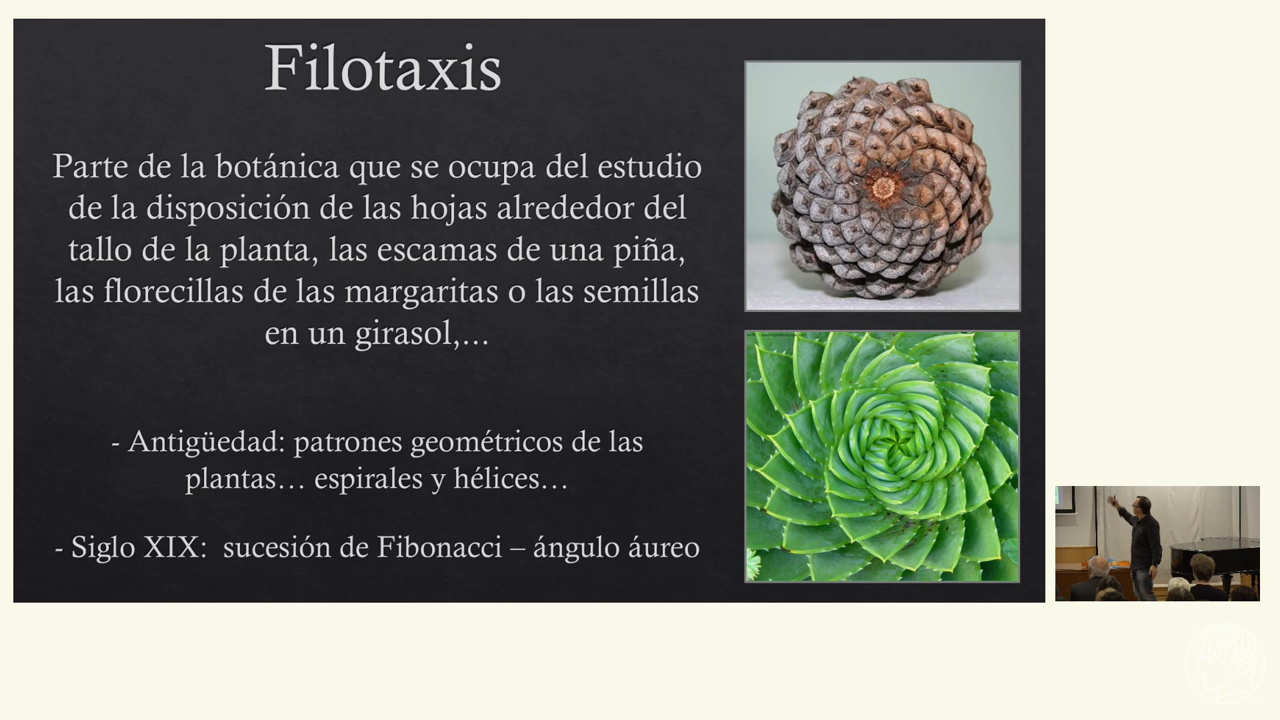 Filotaxis
Parte de la botánica que se ocupa del estudio
de la disposición de las hojas alrededor del
tallo de la planta, las escamas de una piña,
las florecillas de las margaritas o las semillas
en un girasol,...
- Antigüedad: patrones geométricos de las
plantas… espirales y hélices…
- Siglo XIX:  sucesión de Fibonacci – ángulo áureo